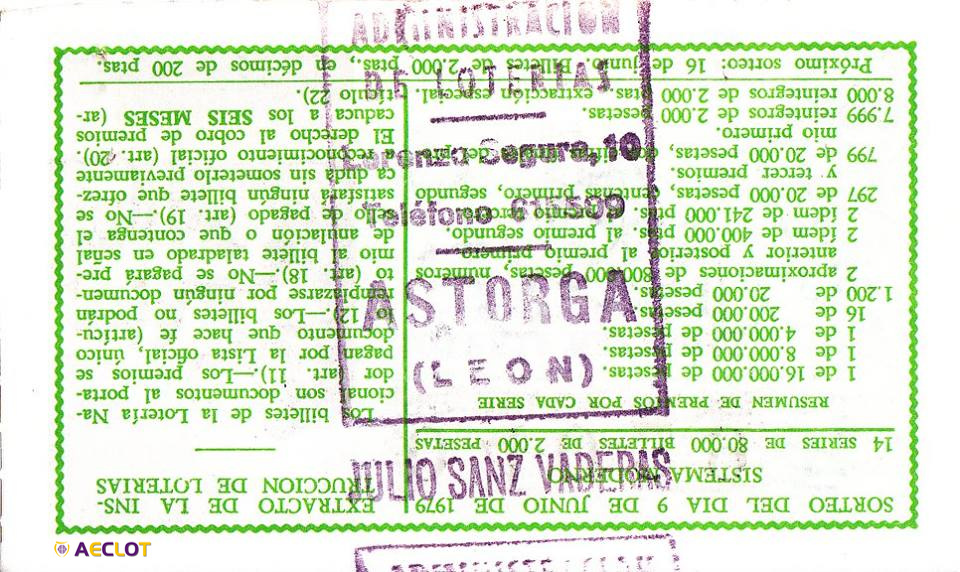 ADMINISTRACION
DE LOTERIAS
Lorenzo Segura, 10
Teléfono 615599
ASTORGA
(LEON)
JULIO SANZ VADERAS
ADMINISTRACION
SORTEO DEL DIA 9 DE JUNIO DE 1979
SISTEMA MODERNO
14 SERIES DE 80.000 BILLETES DE 2.000 PESETAS
RESUMEN DE PREMIOS POR CADA SERIE
1 de 16.000.000 de pesetas.
1 de 8.000.000 de pesetas.
1 de 4.000.000 de pesetas.
16 de 200.000 pesetas.
1.200 de 20.000 pesetas.
2 aproximaciones de 800.000 pesetas, números
anterior y posterior al premio primero.
2 ídem de 400.000 ptas. al premio segundo.
2 ídem de 241.000 ptas. al premio tercero.
297 de 20.000 pesetas, centenas primero, segundo
y tercer premios.
799 de 20.000 pesetas, del pre-
mio primero.
7.999 reintegros de 2.000 pesetas.
8.000 reintegros de 2.000 ptas., extracción especial.
EXTRACTO DE LA INS-
TRUCCION DE LOTERIAS
Los billetes de la Lotería Na-
cional son documentos al porta-
dor (art. 11).—Los premios se
pagan por la Lista oficial, único
documento que hace fe (artícu-
lo 12).—Los billetes no podrán
remplazarse por ningún documen-
to (art. 18).—No se pagará pre-
mio al billete taladrado en señal
de anulación o que contenga el
sello de pagado (art. 19).—No se
satisfará ningún billete que ofrez-
ca duda sin someterlo previamente
a reconocimiento oficial (art. 20).
El derecho al cobro de premios
caduca a los SEIS MESES (ar-
tículo 22).
Próximo sorteo: 16 de junio. Billetes de 2.000 ptas., en décimos de 200 ptas.
AECLOT